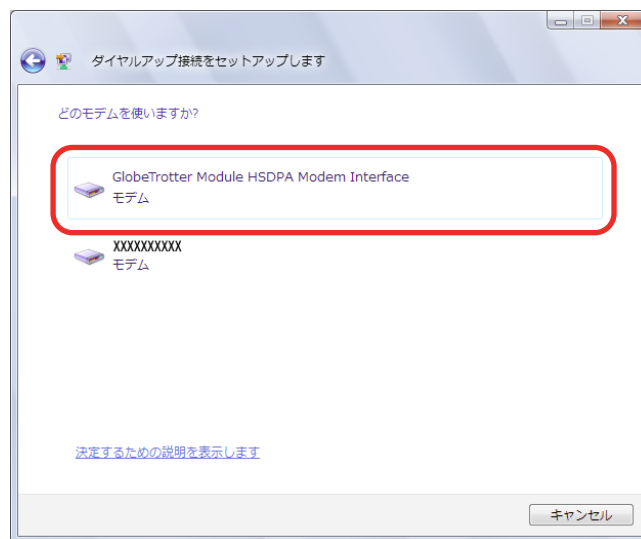 ダイヤルアップ接続をセットアップします
どのモデムを使いますか?
GlobeTrotter Module HSDPA Modem Interface
モデム
XXXXXXXXXX
モデム
決定するための説明を表示します
キャンセル